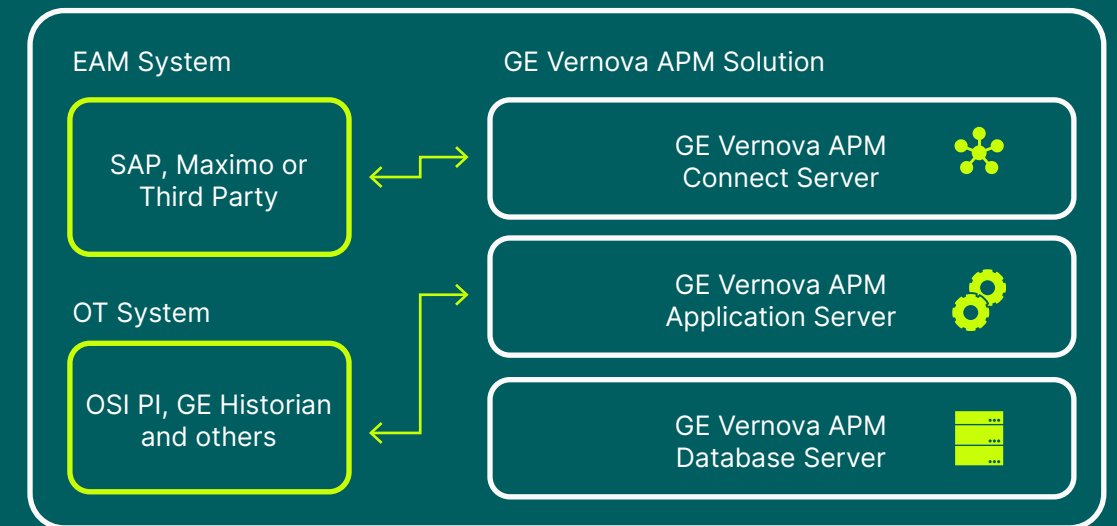 EAM System
SAP, Maximo or
Third Party
OT System
OSI PI, GE Historian
and others
GE Vernova APM Solution
GE Vernova APM
Connect Server
GE Vernova APM
Application Server
GE Vernova APM
Database Server